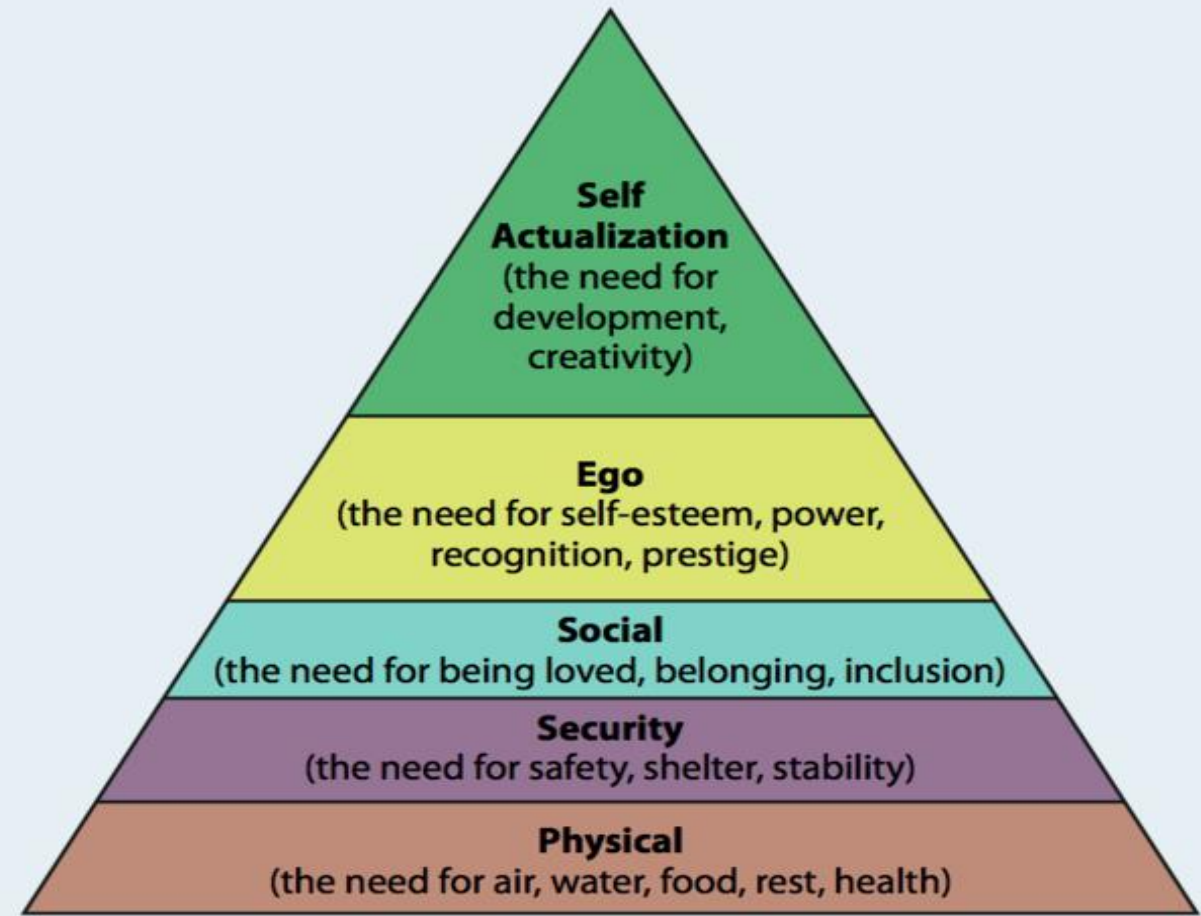 Self
Actualization
(the need for
development,
creativity)
Ego
(the need for self-esteem, power,
recognition, prestige)
Social
(the need for being loved, belonging, inclusion)
Security
(the need for safety, shelter, stability)
Physical
(the need for air, water, food, rest, health)